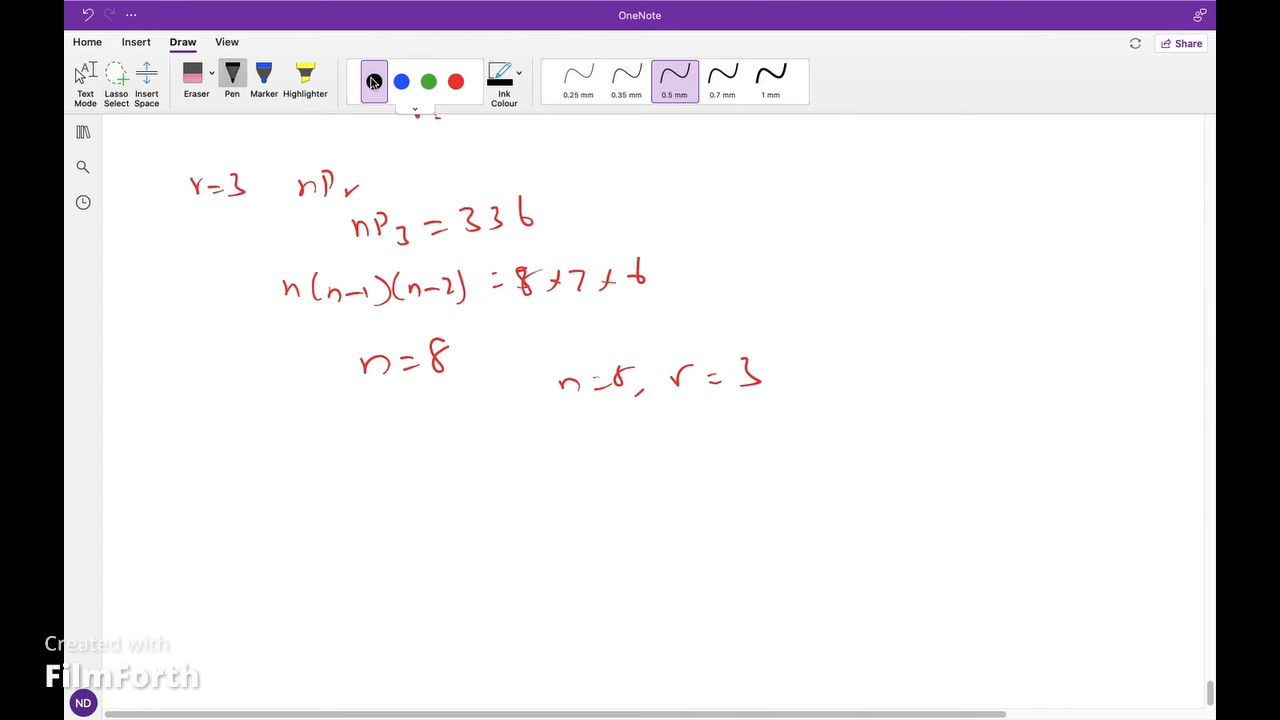 OneNote
Home Insert Draw View
Share
Text Mode
Lasso Select
Insert Space
Eraser
Pen
Marker
Highlighter
Ink Colour
0.25 mm
0.35 mm
0.5 mm
0.7 mm
1 mm
r=3 nPr
nP3 = 336
n(n-1)(n-2) = 8×7×6
n=8
n=8, r=3
Created with
FilmForth
ND